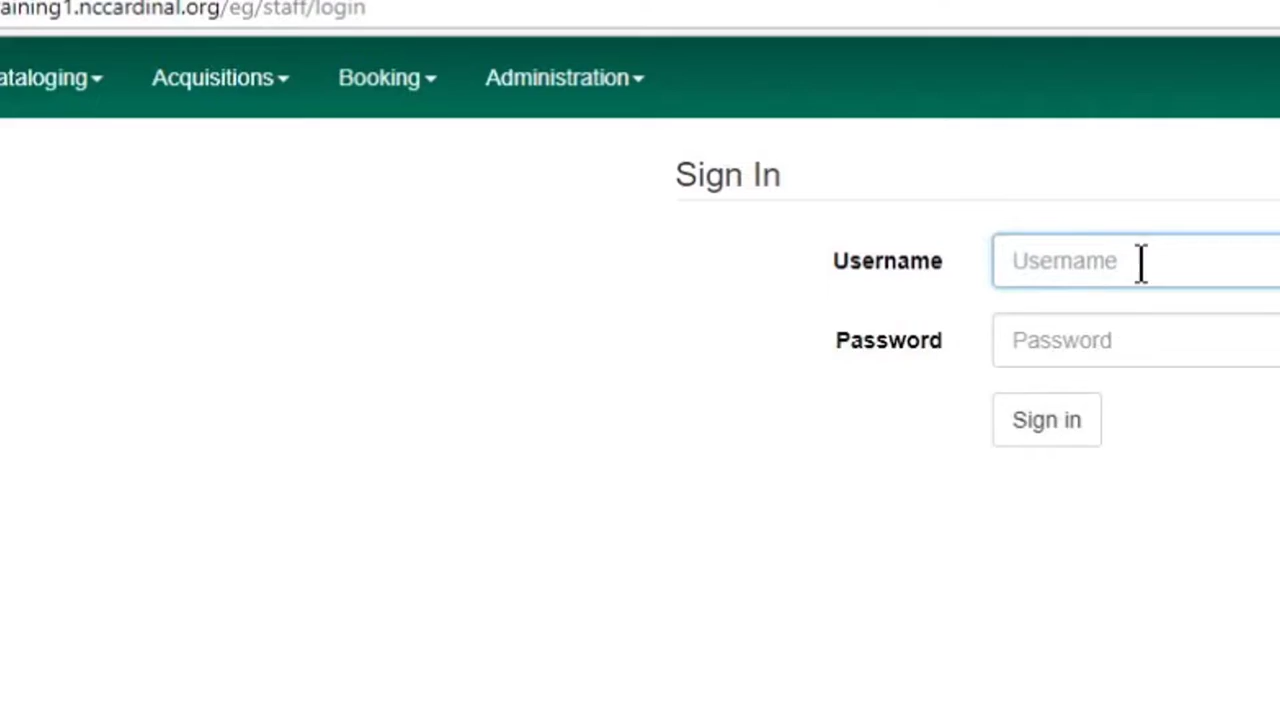 aining1.nccardinal.org/eg/staff/login
ataloging Acquisitions Booking Administration
Sign In
Username Username
Password Password
Sign in